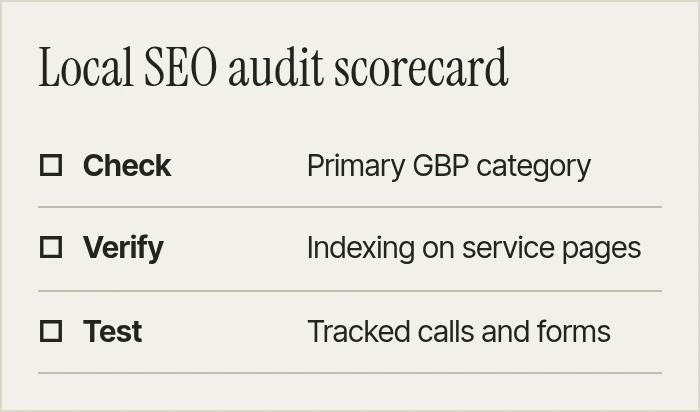 Local SEO audit scorecard
☐ Check Primary GBP category
☐ Verify Indexing on service pages
☐ Test Tracked calls and forms